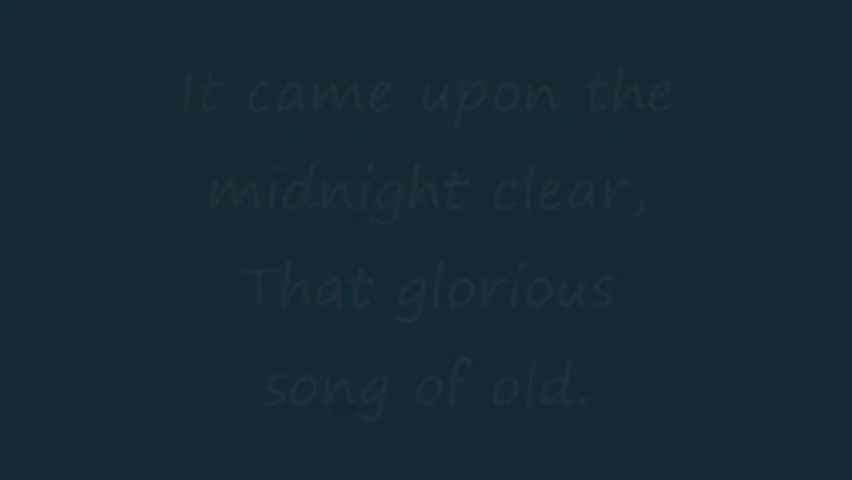 It came upon the
midnight clear,
That glorious
song of old.